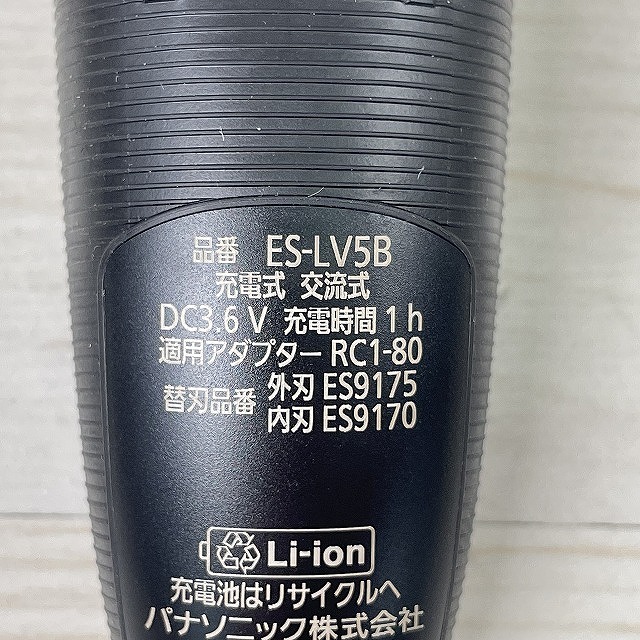 品番 ES-LV5B
充電式 交流式
DC3.6 V 充電時間 1 h
適用アダプター RC1-80
替刃品番 外刃 ES9175
内刃 ES9170
Li-ion
充電池はリサイクルへ
パナソニック株式会社